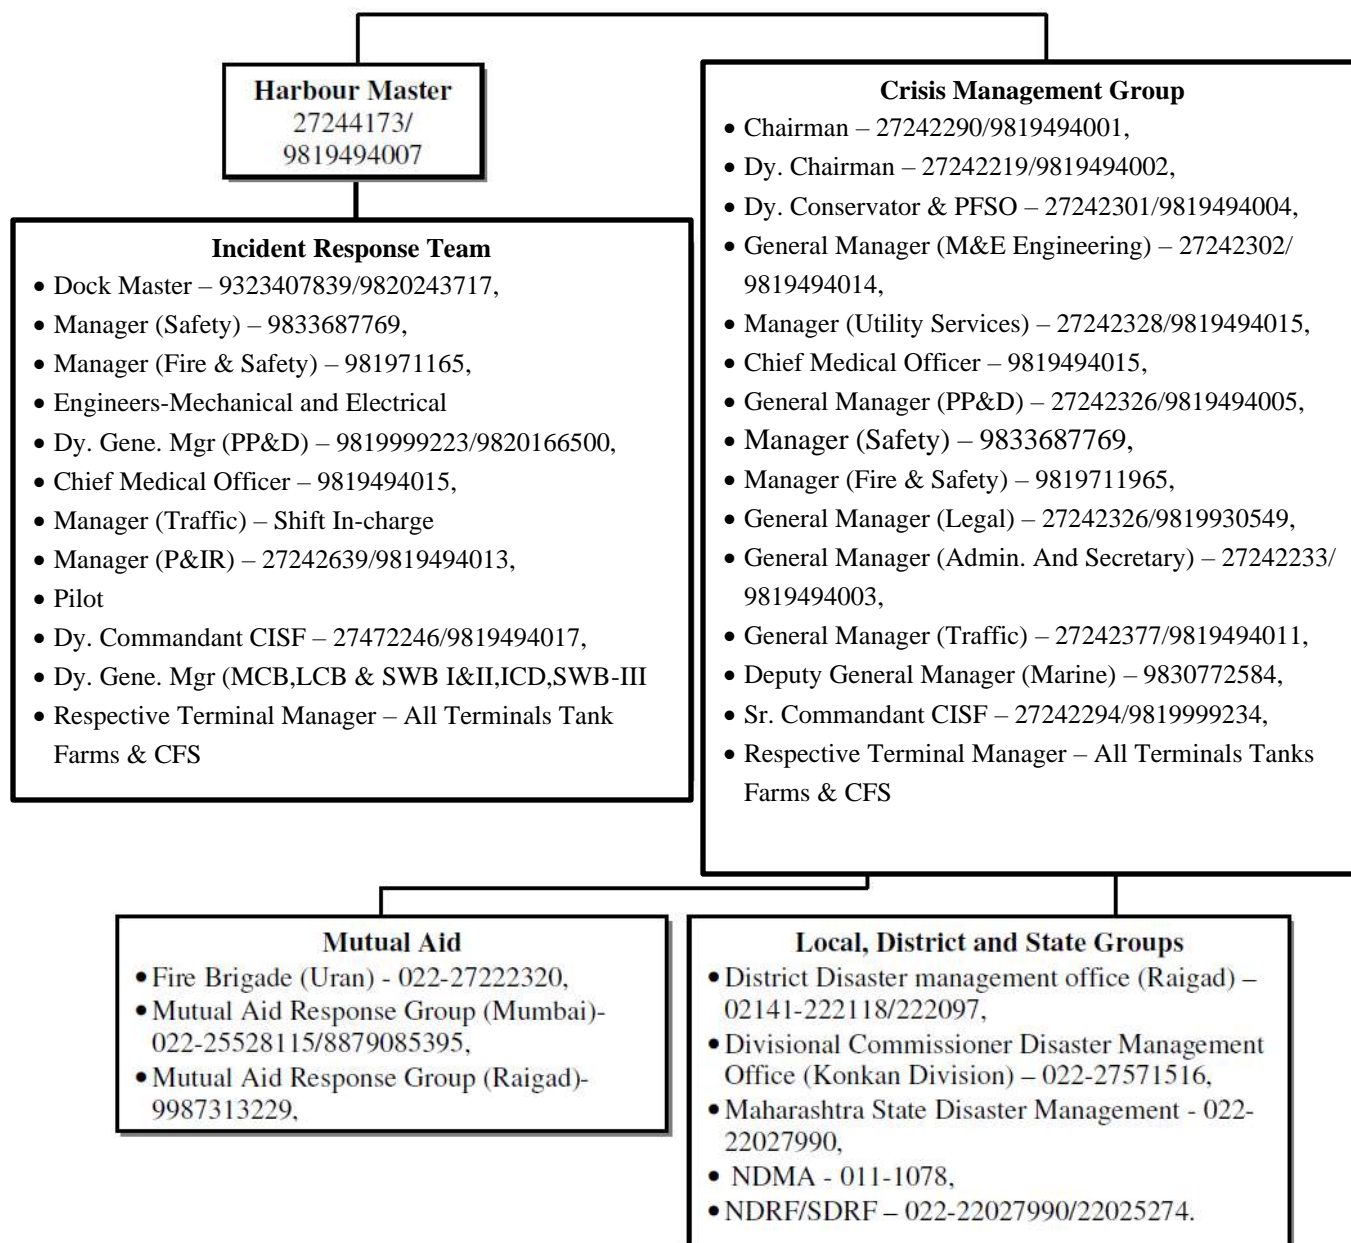 Harbour Master
27244173/
9819494007
Incident Response Team
• Dock Master – 9323407839/9820243717,
• Manager (Safety) – 9833687769,
• Manager (Fire & Safety) – 981971165,
• Engineers-Mechanical and Electrical
• Dy. Gene. Mgr (PP&D) – 9819999223/9820166500,
• Chief Medical Officer – 9819494015,
• Manager (Traffic) – Shift In-charge
• Manager (P&IR) – 27242639/9819494013,
• Pilot
• Dy. Commandant CISF – 27472246/9819494017,
• Dy. Gene. Mgr (MCB,LCB & SWB I&II,ICD,SWB-III
• Respective Terminal Manager – All Terminals Tank
Farms & CFS
Crisis Management Group
• Chairman – 27242290/9819494001,
• Dy. Chairman – 27242219/9819494002,
• Dy. Conservator & PFSO – 27242301/9819494004,
• General Manager (M&E Engineering) – 27242302/
9819494014,
• Manager (Utility Services) – 27242328/9819494015,
• Chief Medical Officer – 9819494015,
• General Manager (PP&D) – 27242326/9819494005,
• Manager (Safety) – 9833687769,
• Manager (Fire & Safety) – 9819711965,
• General Manager (Legal) – 27242326/9819930549,
• General Manager (Admin. And Secretary) – 27242233/
9819494003,
• General Manager (Traffic) – 27242377/9819494011,
• Deputy General Manager (Marine) – 9830772584,
• Sr. Commandant CISF – 27242294/9819999234,
• Respective Terminal Manager – All Terminals Tanks
Farms & CFS
Mutual Aid
• Fire Brigade (Uran) - 022-27222320,
• Mutual Aid Response Group (Mumbai)-
022-25528115/8879085395,
• Mutual Aid Response Group (Raigad)-
9987313229,
Local, District and State Groups
• District Disaster management office (Raigad) –
02141-222118/222097,
• Divisional Commissioner Disaster Management
Office (Konkan Division) – 022-27571516,
• Maharashtra State Disaster Management - 022-
22027990,
• NDMA - 011-1078,
• NDRF/SDRF – 022-22027990/22025274.